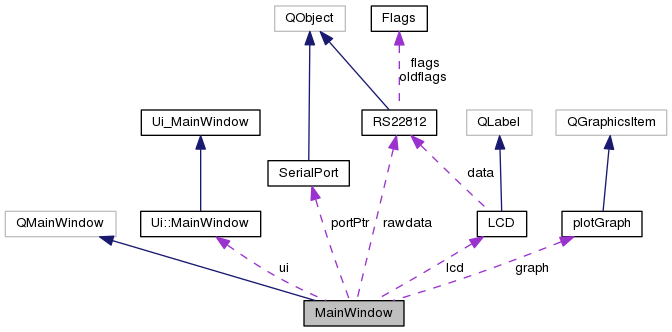 QObject
Flags
flags
oldflags
Ui_MainWindow
RS22812
QLabel
QGraphicsItem
SerialPort
data
QMainWindow
Ui::MainWindow
portPtr
rawdata
LCD
plotGraph
ui
lcd
graph
MainWindow